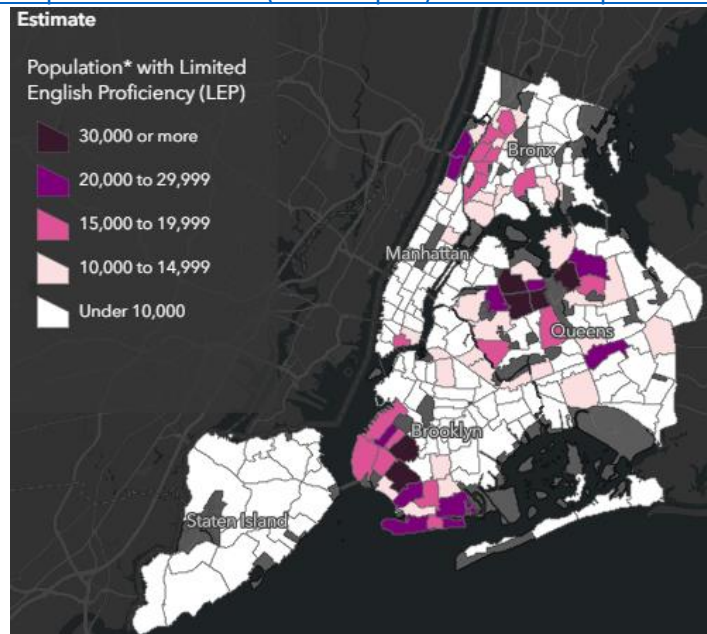 Estimate
Population* with Limited
English Proficiency (LEP)
30,000 or more
20,000 to 29,999
15,000 to 19,999
10,000 to 14,999
Under 10,000
Bronx
Manhattan
Queens
Brooklyn
Staten Island